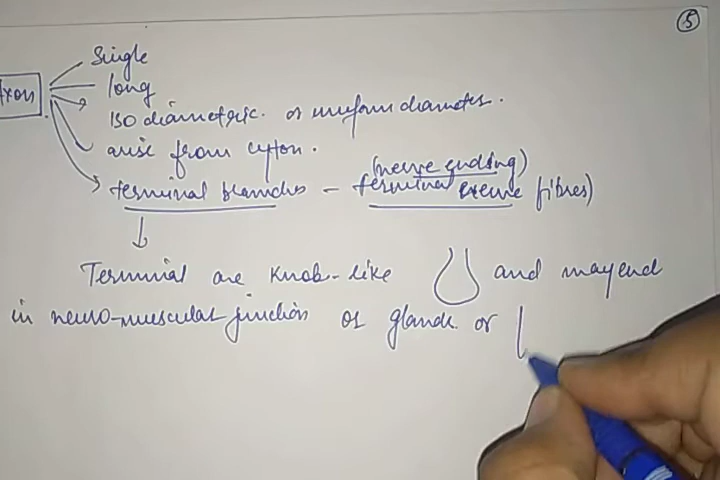 5
Single
Axon
long
ISO diametric. or uniform diameter.
arise from cyton.
(nerve ending)
terminal branches - terminal nerve fibres)
Terminal are knob-like and may end
in neuro-muscular junction or glands or